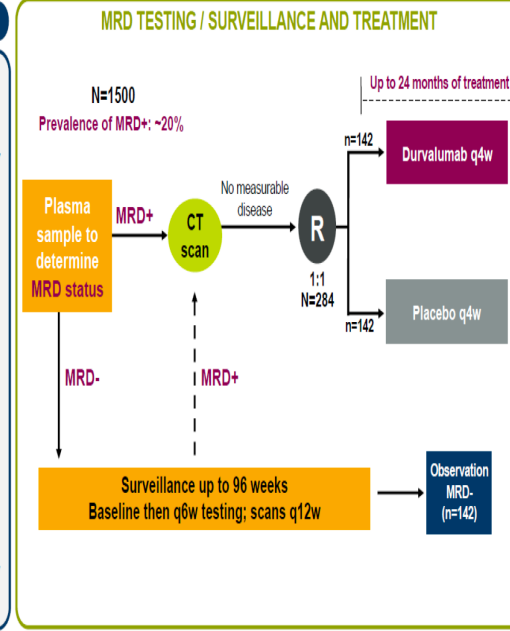 MRD TESTING / SURVEILLANCE AND TREATMENT
Up to 24 months of treatment
N=1500
Prevalence of MRD+: ~20%
n=142
Durvalumab q4w
Plasma
sample to
determine
MRD status
MRD+
CT
scan
No measurable
disease
R
1:1
N=284
n=142
Placebo q4w
MRD-
MRD+
Surveillance up to 96 weeks
Baseline then q6w testing; scans q12w
Observation
MRD-
(n=142)